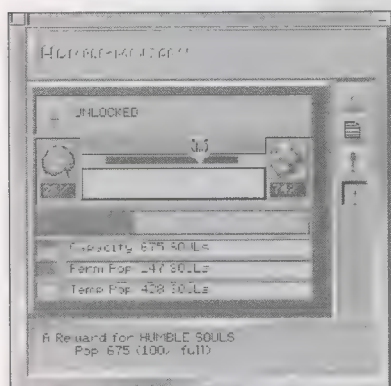 UNLOCKED
Capacity 675 SOULs
Perm Pop 247 SOULs
Temp Pop 428 SOULs
A Reward for HUMBLE SOULS
Pop 675 (100% full)